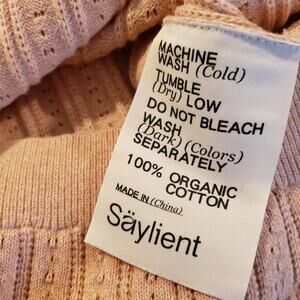 MACHINE
WASH (Cold)
TUMBLE
(Dry) LOW
DO NOT BLEACH
WASH
(Dark) (Colors)
SEPARATELY
100% ORGANIC
COTTON
MADE IN (China)
Säylient